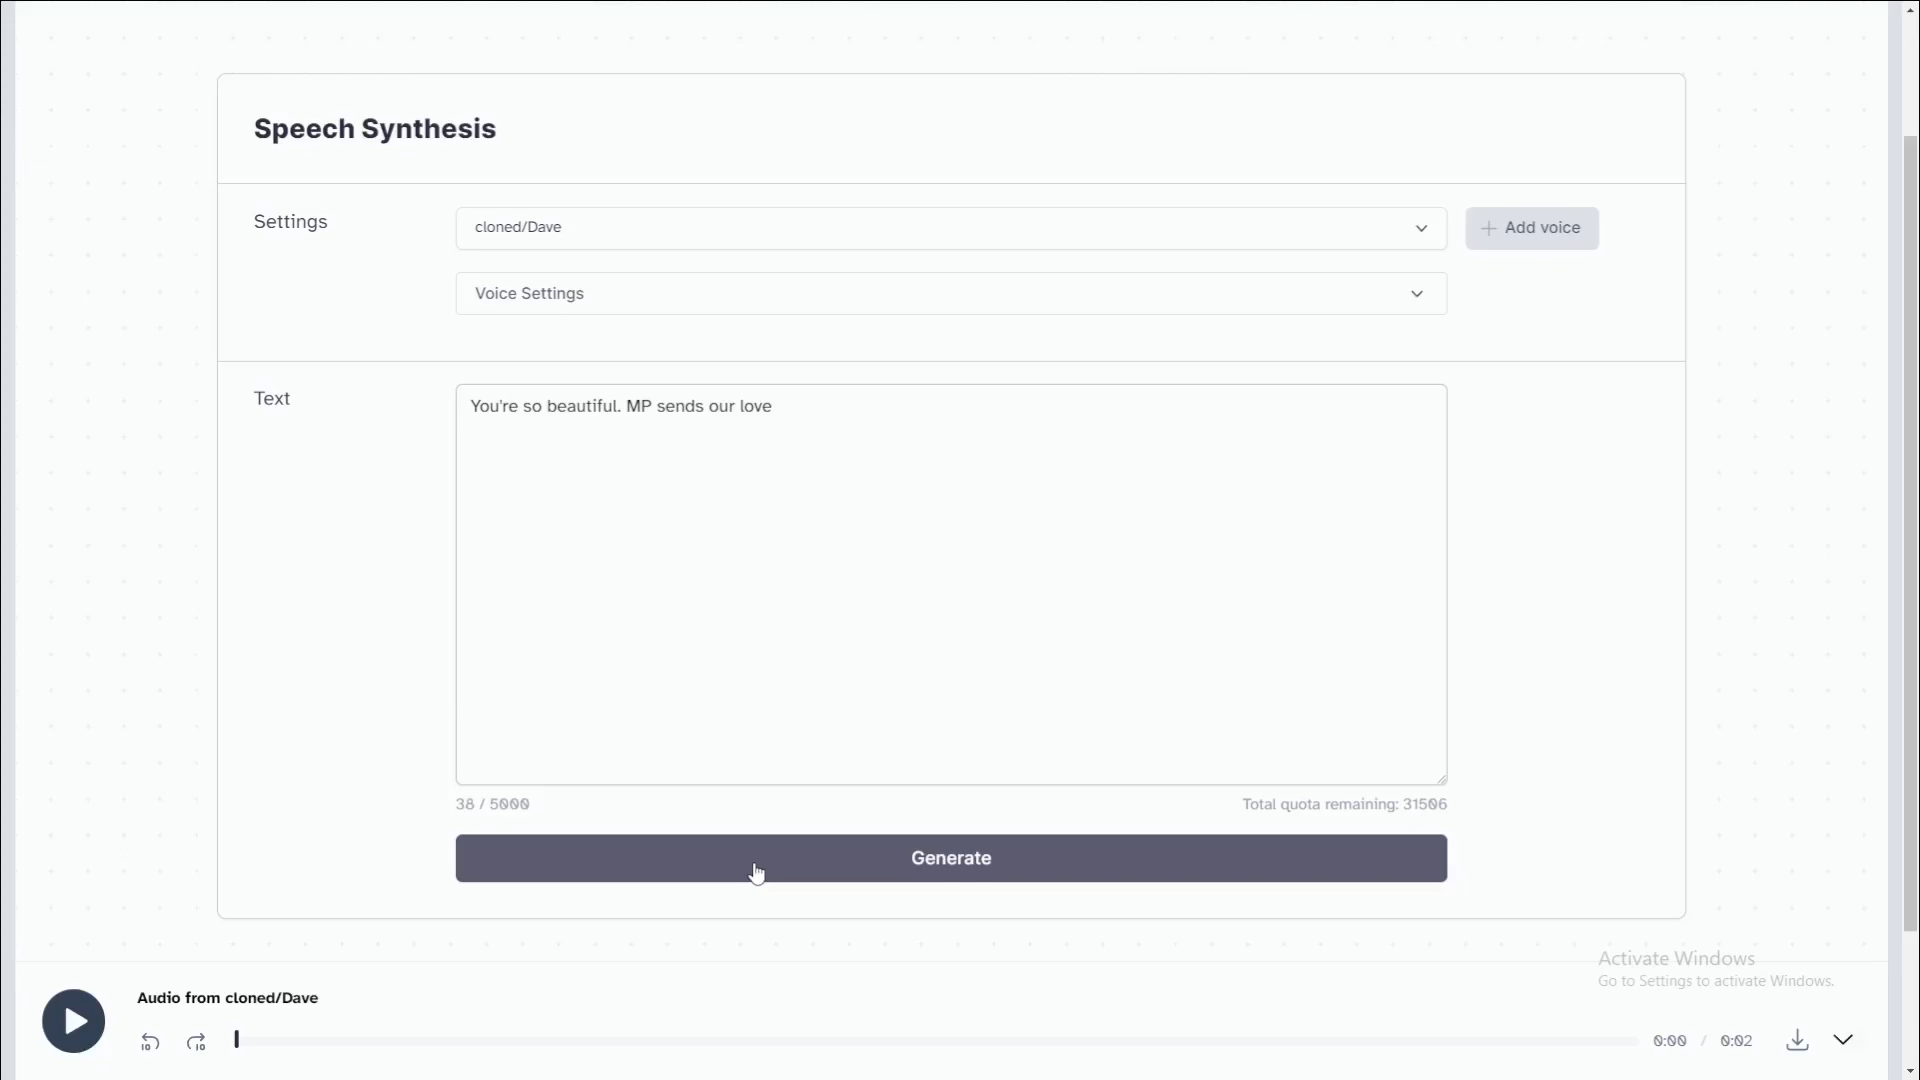 Speech Synthesis
Settings
cloned/Dave
Add voice
Voice Settings
Text
You're so beautiful. MP sends our love
38 / 5000
Total quota remaining: 31506
Generate
Activate Windows
Go to Settings to activate Windows.
Audio from cloned/Dave
10
10
0:00 / 0:02